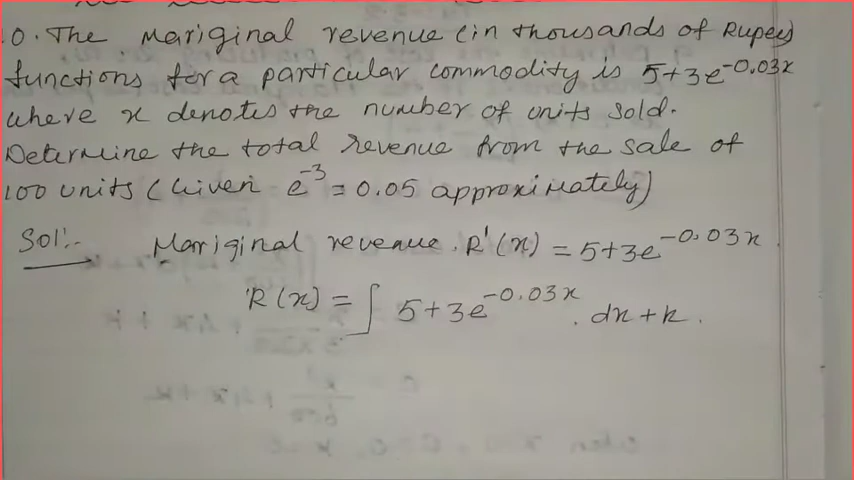 0. The Mariginal revenue (in thousands of Rupees)
functions for a particular commodity is 5+3e^-0.03x
where x denotes the number of units sold.
Determine the total revenue from the sale of
100 units (Given e^-3 = 0.05 approximately)
Sol:- Mariginal revenue. R'(x) = 5+3e^-0.03x
R(x) = ∫ 5+3e^-0.03x . dx + k.